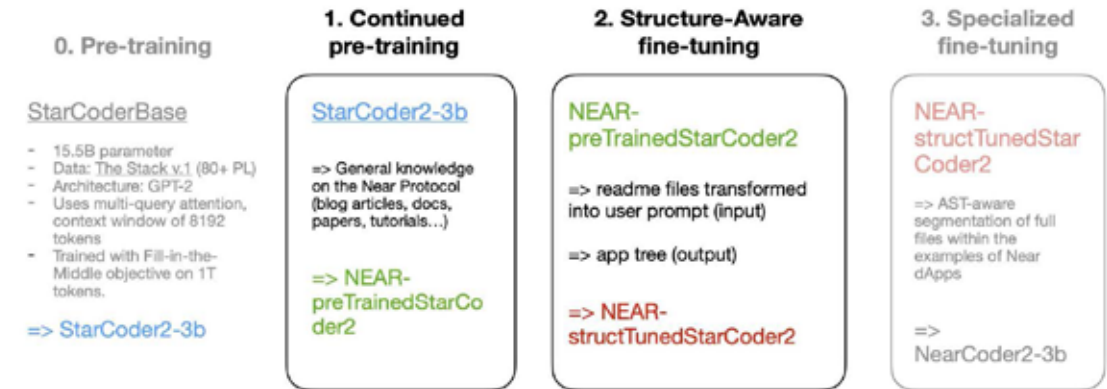 0. Pre-training
StarCoderBase
- 15.5B parameter
- Data: The Stack v.1 (80+ PL)
- Architecture: GPT-2
- Uses multi-query attention,
context window of 8192
tokens
- Trained with Fill-in-the-
Middle objective on 1T
tokens.
=> StarCoder2-3b
1. Continued
pre-training
StarCoder2-3b
=> General knowledge
on the Near Protocol
(blog articles, docs,
papers, tutorials...)
=> NEAR-
preTrainedStarCo
der2
2. Structure-Aware
fine-tuning
NEAR-
preTrainedStarCoder2
=> readme files transformed
into user prompt (input)
=> app tree (output)
=> NEAR-
structTunedStarCoder2
3. Specialized
fine-tuning
NEAR-
structTunedStar
Coder2
=> AST-aware
segmentation of full
files within the
examples of Near
dApps
=>
NearCoder2-3b